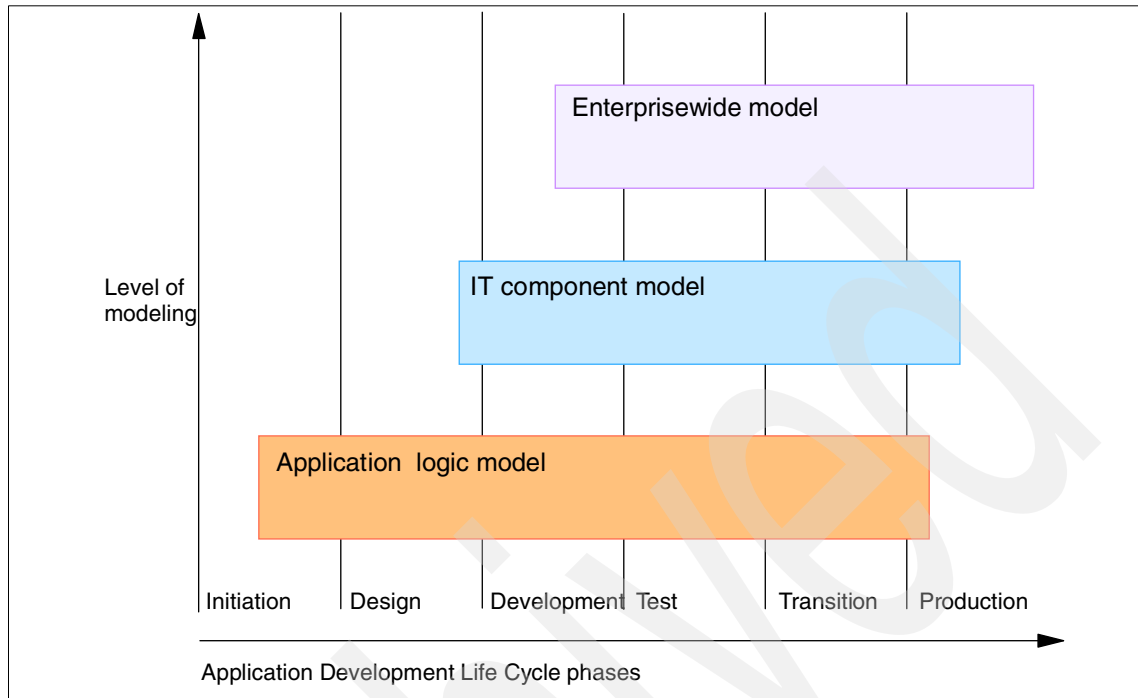 Enterprisewide model
IT component model
Level of
modeling
Application logic model
Initiation Design Development Test Transition Production
Application Development Life Cycle phases